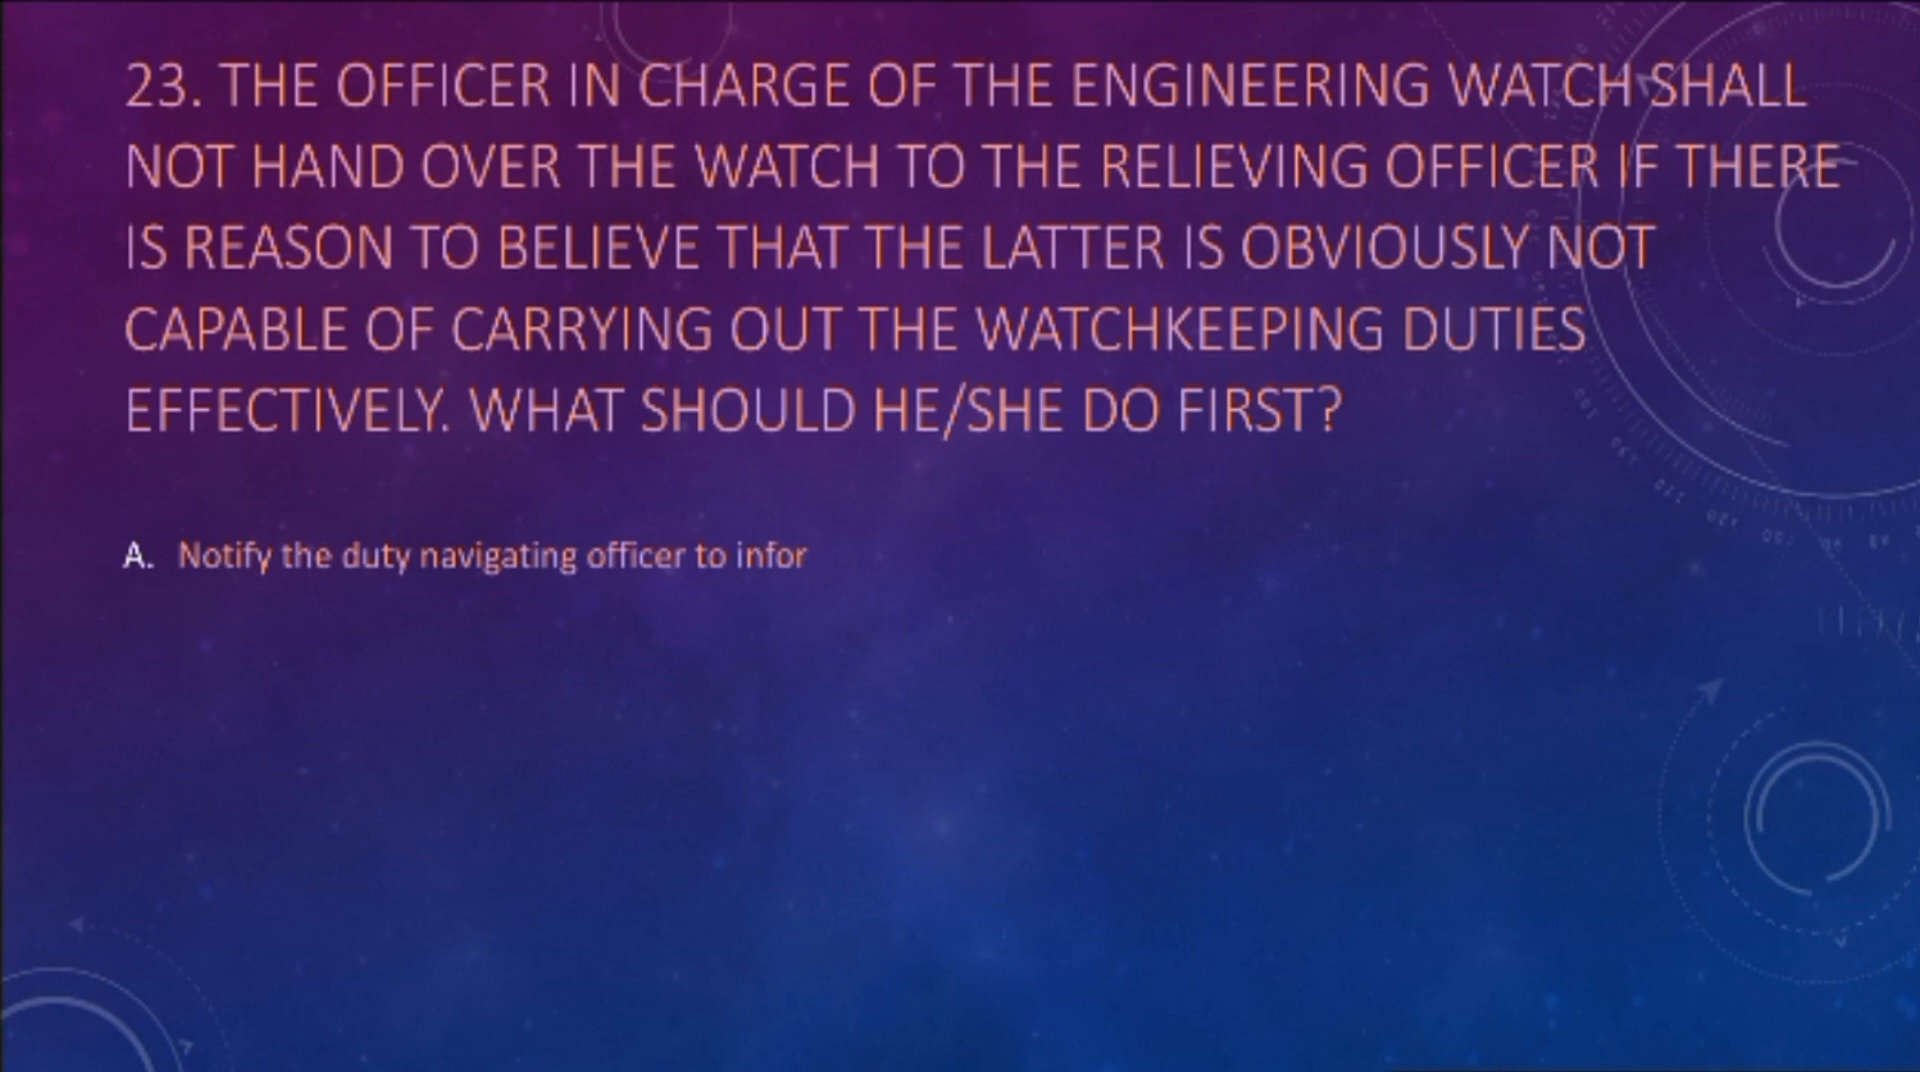 23. THE OFFICER IN CHARGE OF THE ENGINEERING WATCH SHALL
NOT HAND OVER THE WATCH TO THE RELIEVING OFFICER IF THERE
IS REASON TO BELIEVE THAT THE LATTER IS OBVIOUSLY NOT
CAPABLE OF CARRYING OUT THE WATCHKEEPING DUTIES
EFFECTIVELY. WHAT SHOULD HE/SHE DO FIRST?
A. Notify the duty navigating officer to infor